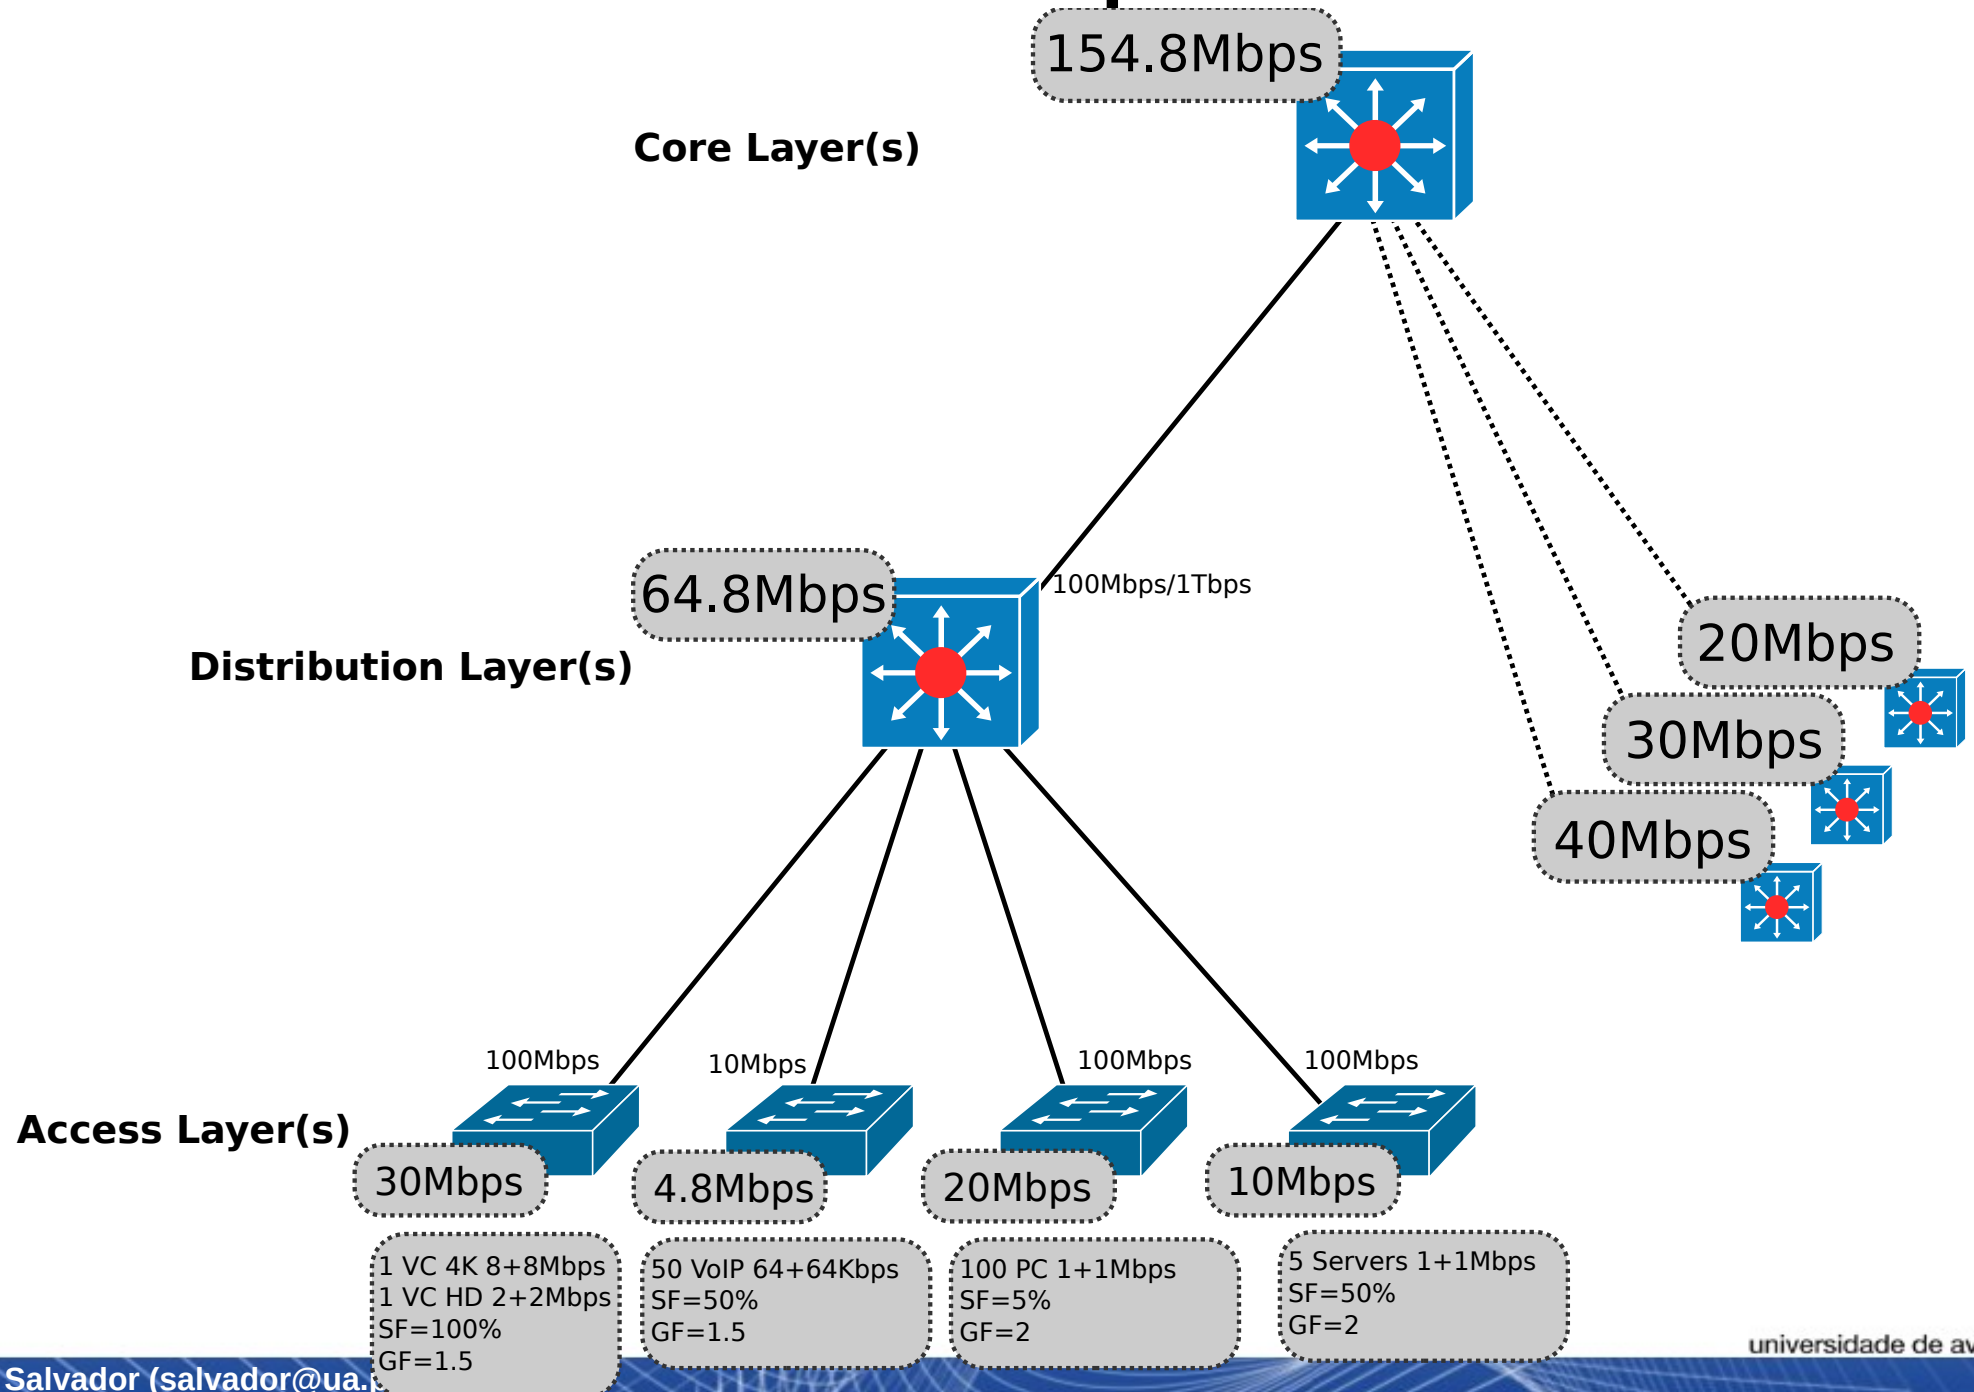 154.8Mbps
Core Layer(s)
64.8Mbps
100Mbps/1Tbps
Distribution Layer(s)
20Mbps
30Mbps
40Mbps
100Mbps
10Mbps
100Mbps
100Mbps
Access Layer(s)
30Mbps
4.8Mbps
20Mbps
10Mbps
1 VC 4K 8+8Mbps
1 VC HD 2+2Mbps
SF=100%
GF=1.5
50 VoIP 64+64Kbps
SF=50%
GF=1.5
100 PC 1+1Mbps
SF=5%
GF=2
5 Servers 1+1Mbps
SF=50%
GF=2
universidade de av
Salvador (salvador@ua.p